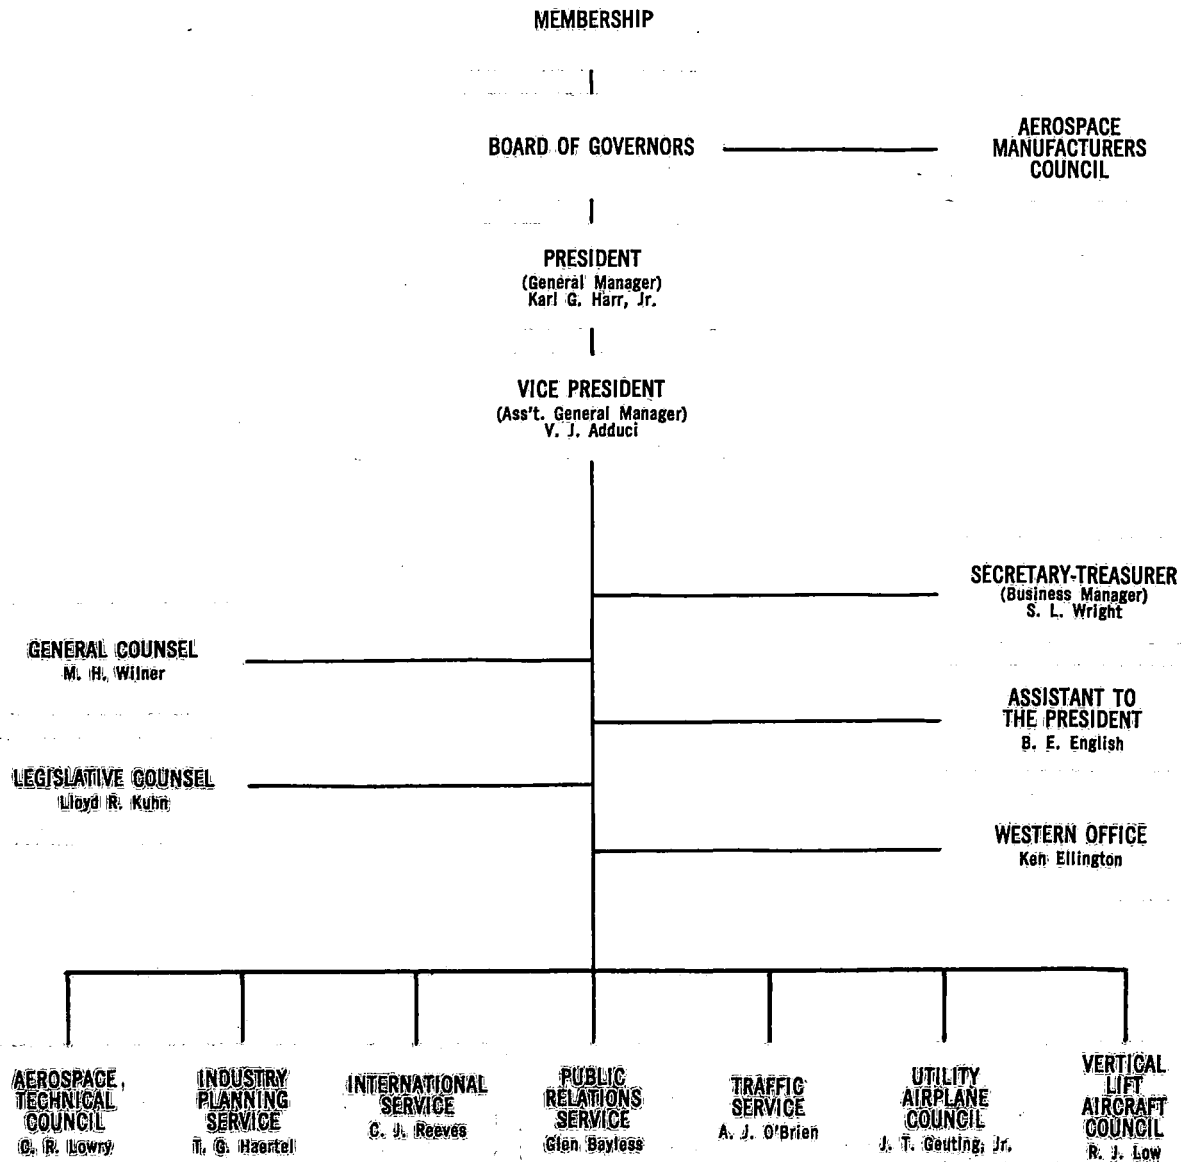 MEMBERSHIP
BOARD OF GOVERNORS
AEROSPACE
MANUFACTURERS
COUNCIL
PRESIDENT
(General Manager)
Karl G. Harr, Jr.
VICE PRESIDENT
(Ass't. General Manager)
V. J. Adduci
SECRETARY-TREASURER
(Business Manager)
S. L. Wright
GENERAL COUNSEL
M. H. Wilner
ASSISTANT TO
THE PRESIDENT
B. E. English
LEGISLATIVE COUNSEL
Lloyd R. Kuhn
WESTERN OFFICE
Ken Ellington
AEROSPACE
TECHNICAL
COUNCIL
C. R. Lowry
INDUSTRY
PLANNING
SERVICE
T. G. Haertel
INTERNATIONAL
SERVICE
C. J. Reeves
PUBLIC
RELATIONS
SERVICE
Glen Bayless
TRAFFIC
SERVICE
A. J. O'Brien
UTILITY
AIRPLANE
COUNCIL
J. T. Geuting, Jr.
VERTICAL
LIFT
AIRCRAFT
COUNCIL
R. J. Low